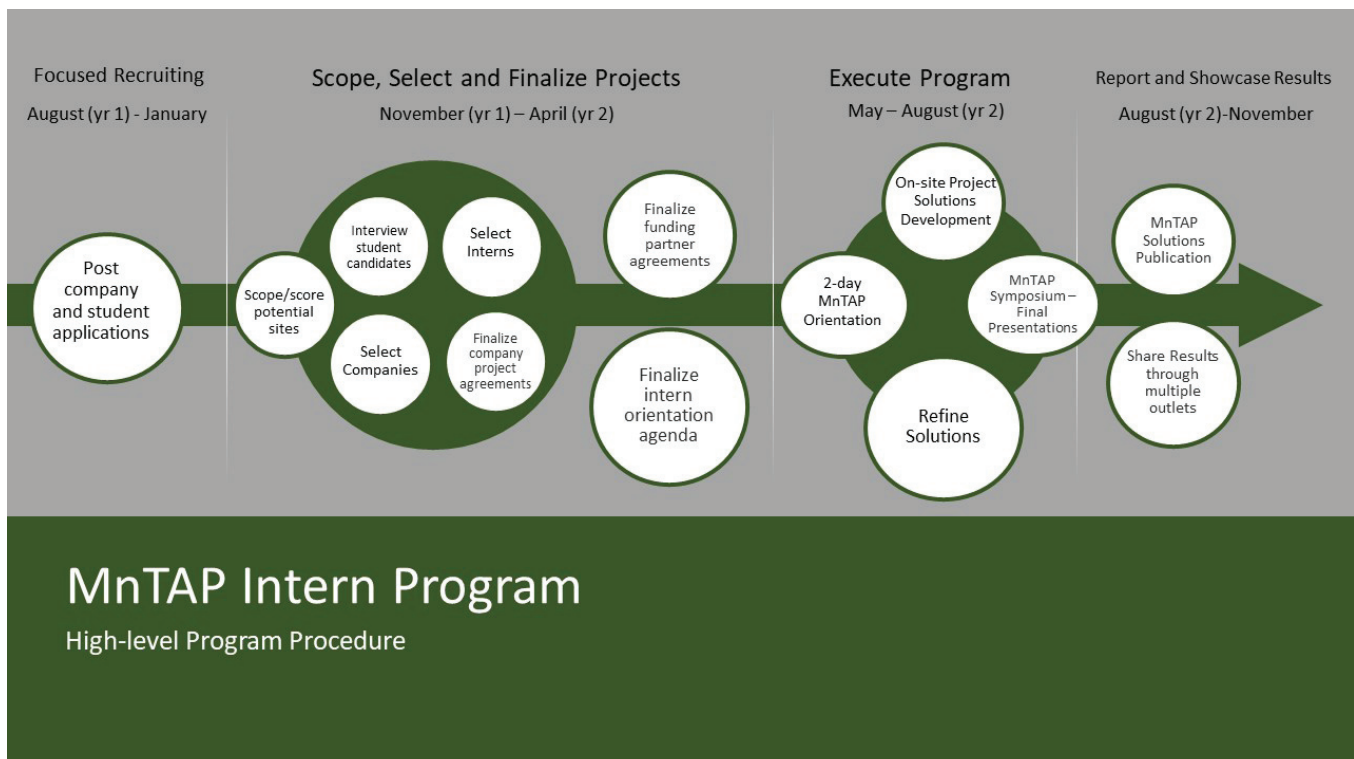 Focused Recruiting
August (yr 1) - January
Scope, Select and Finalize Projects
November (yr 1) – April (yr 2)
Execute Program
May – August (yr 2)
Report and Showcase Results
August (yr 2)-November
Post
company
and student
applications
Scope/score
potential
sites
Interview
student
candidates
Select
Interns
Select
Companies
Finalize
company
project
agreements
Finalize
funding
partner
agreements
Finalize
intern
orientation
agenda
2-day
MnTAP
Orientation
On-site Project
Solutions
Development
Refine
Solutions
MnTAP
Symposium –
Final
Presentations
MnTAP
Solutions
Publication
Share Results
through
multiple
outlets
MnTAP Intern Program
High-level Program Procedure